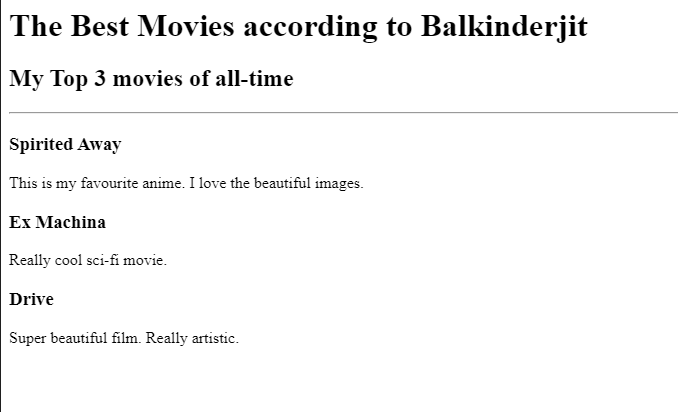 The Best Movies according to Balkinderjit
My Top 3 movies of all-time
Spirited Away
This is my favourite anime. I love the beautiful images.
Ex Machina
Really cool sci-fi movie.
Drive
Super beautiful film. Really artistic.